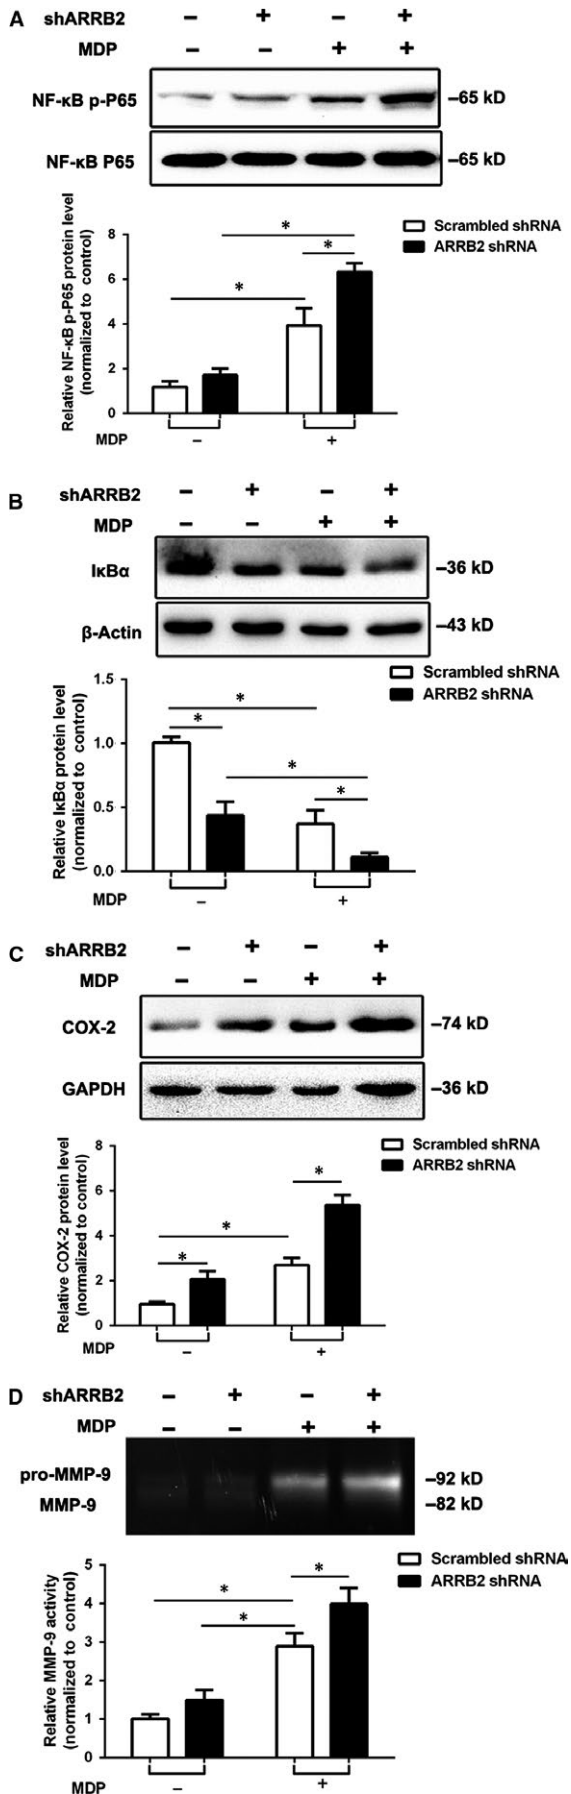 A
shARRB2 – + – +
MDP – – + +
NF-κB p-P65 –65 kD
NF-κB P65 –65 kD
Relative NF-κB p-P65 protein level
(normalized to control)
8
6
4
2
0
* * *
Scrambled shRNA
ARRB2 shRNA
MDP – +
B
shARRB2 – + – +
MDP – – + +
IκBα –36 kD
β-Actin –43 kD
Relative IκBα protein level
(normalized to control)
1.5
1.0
0.5
0.0
* * * *
Scrambled shRNA
ARRB2 shRNA
MDP – +
C
shARRB2 – + – +
MDP – – + +
COX-2 –74 kD
GAPDH –36 kD
Relative COX-2 protein level
(normalized to control)
8
6
4
2
0
* * *
Scrambled shRNA
ARRB2 shRNA
MDP – +
D
shARRB2 – + – +
MDP – – + +
pro-MMP-9 –92 kD
MMP-9 –82 kD
Relative MMP-9 activity
(normalized to control)
5
4
3
2
1
0
* * *
Scrambled shRNA
ARRB2 shRNA
MDP – +